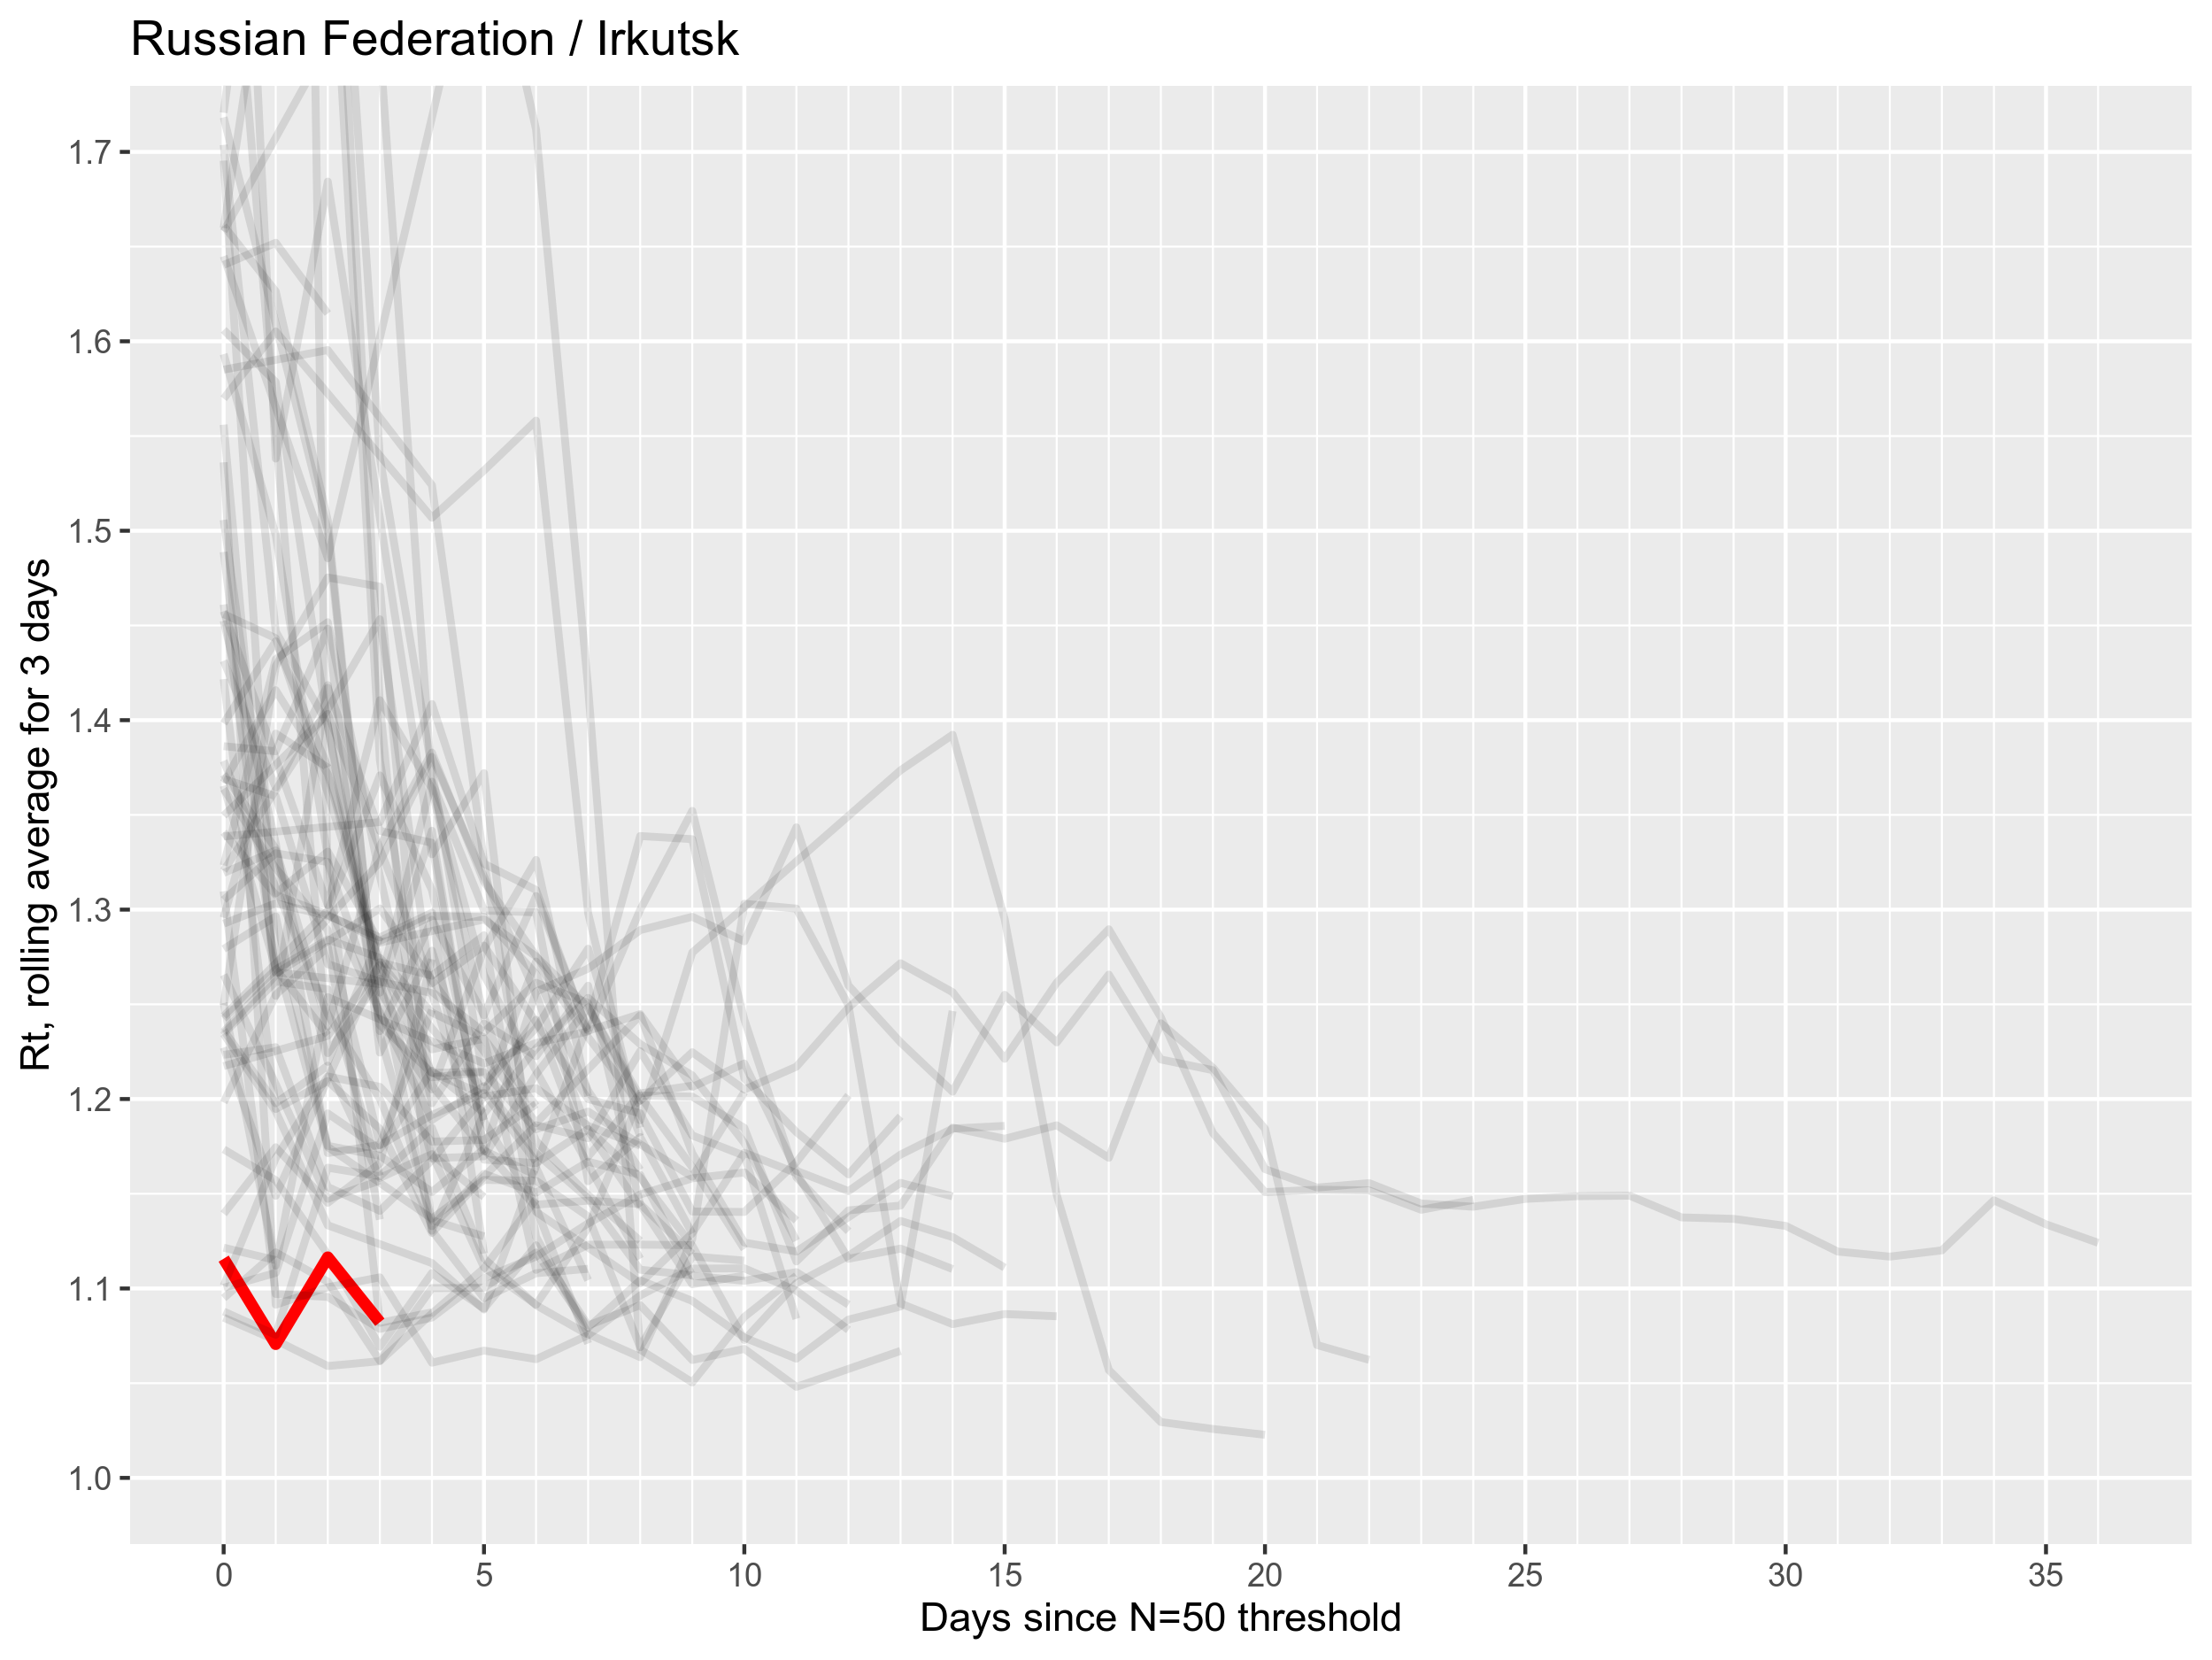 Russian Federation / Irkutsk
Rt, rolling average for 3 days
1.7
1.6
1.5
1.4
1.3
1.2
1.1
1.0
0 5 10 15 20 25 30 35
Days since N=50 threshold